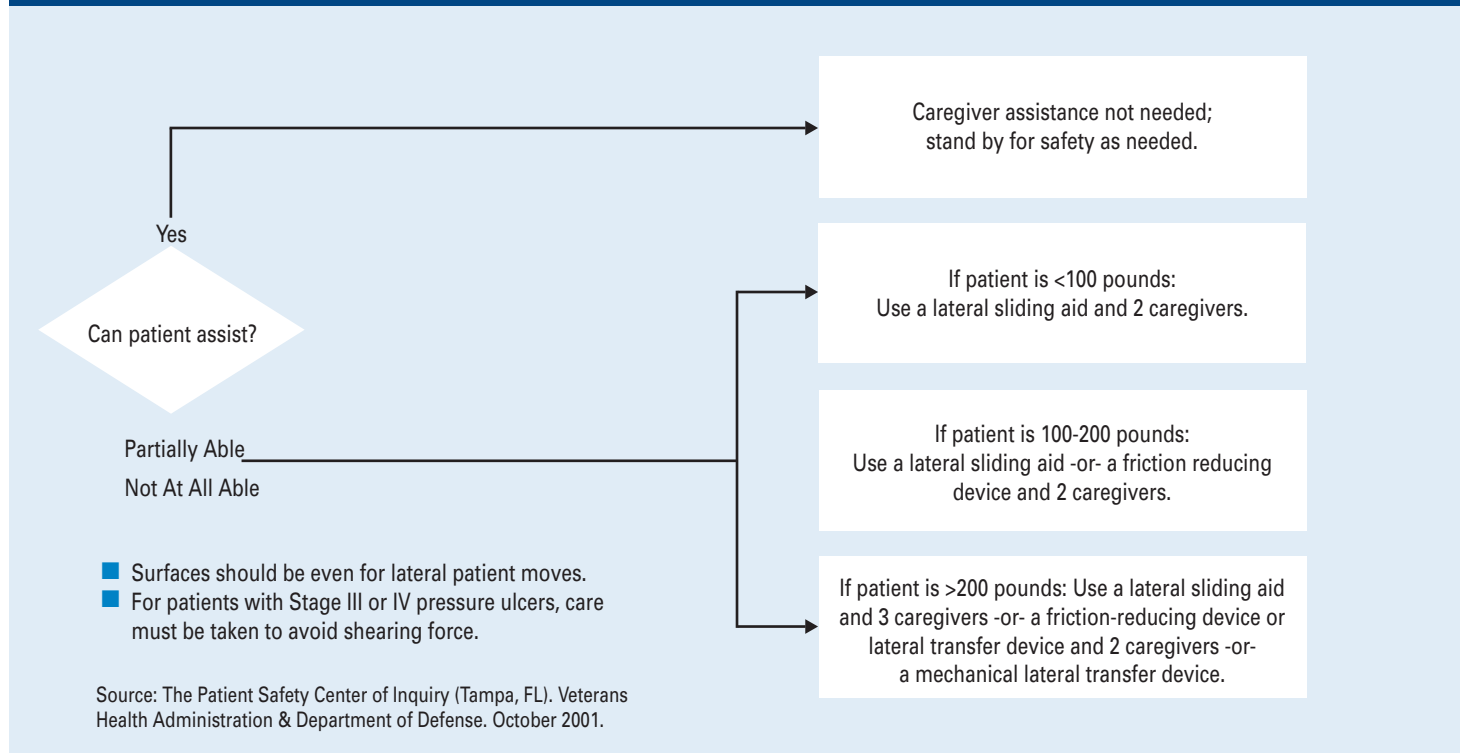 Caregiver assistance not needed;
stand by for safety as needed.
Yes
Can patient assist?
If patient is <100 pounds:
Use a lateral sliding aid and 2 caregivers.
If patient is 100-200 pounds:
Use a lateral sliding aid -or- a friction reducing
device and 2 caregivers.
Partially Able
Not At All Able
If patient is >200 pounds: Use a lateral sliding aid
and 3 caregivers -or- a friction-reducing device or
lateral transfer device and 2 caregivers -or-
a mechanical lateral transfer device.
Surfaces should be even for lateral patient moves.
For patients with Stage III or IV pressure ulcers, care
must be taken to avoid shearing force.
Source: The Patient Safety Center of Inquiry (Tampa, FL). Veterans
Health Administration & Department of Defense. October 2001.